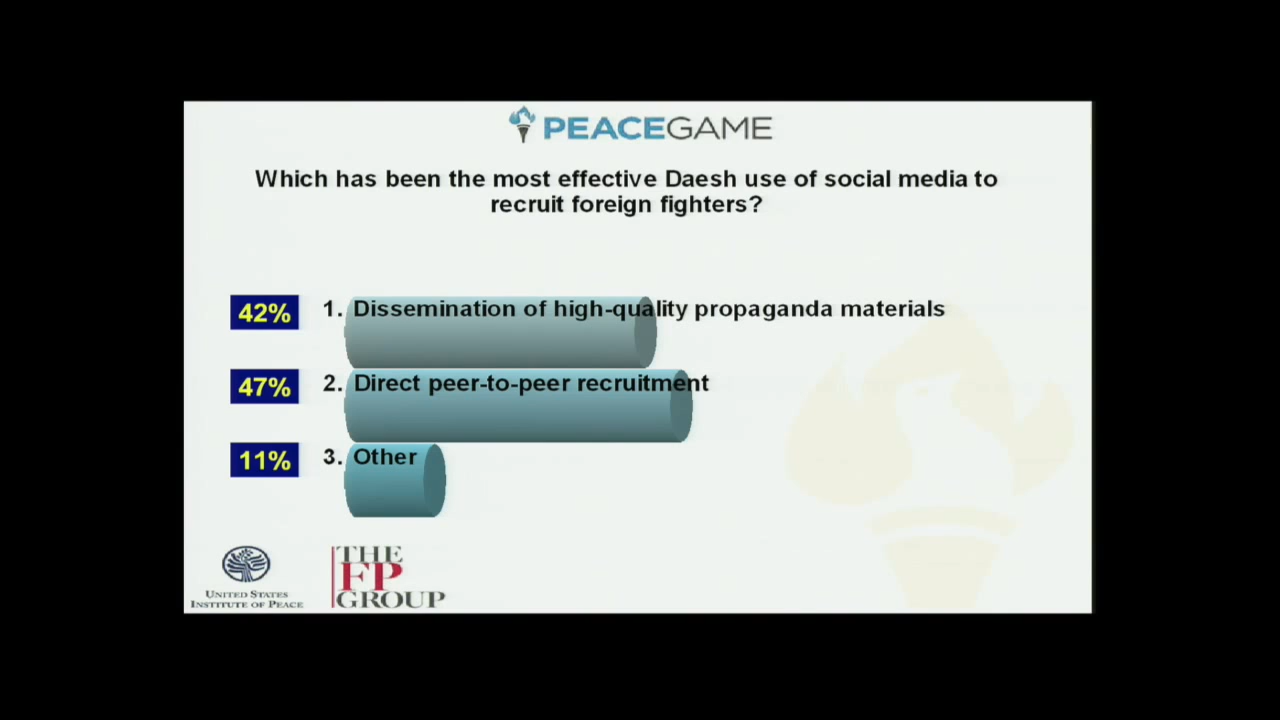 PEACEGAME
Which has been the most effective Daesh use of social media to
recruit foreign fighters?
42% 1. Dissemination of high-quality propaganda materials
47% 2. Direct peer-to-peer recruitment
11% 3. Other
UNITED STATES
INSTITUTE OF PEACE
THE
FP
GROUP